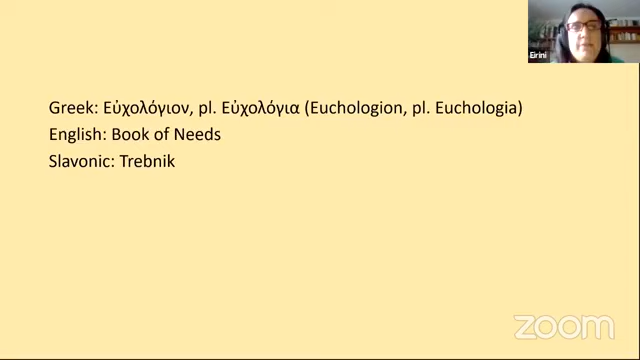 Eirini
Greek: Εὐχολόγιον, pl. Εὐχολόγια (Euchologion, pl. Euchologia)
English: Book of Needs
Slavonic: Trebnik
zoom